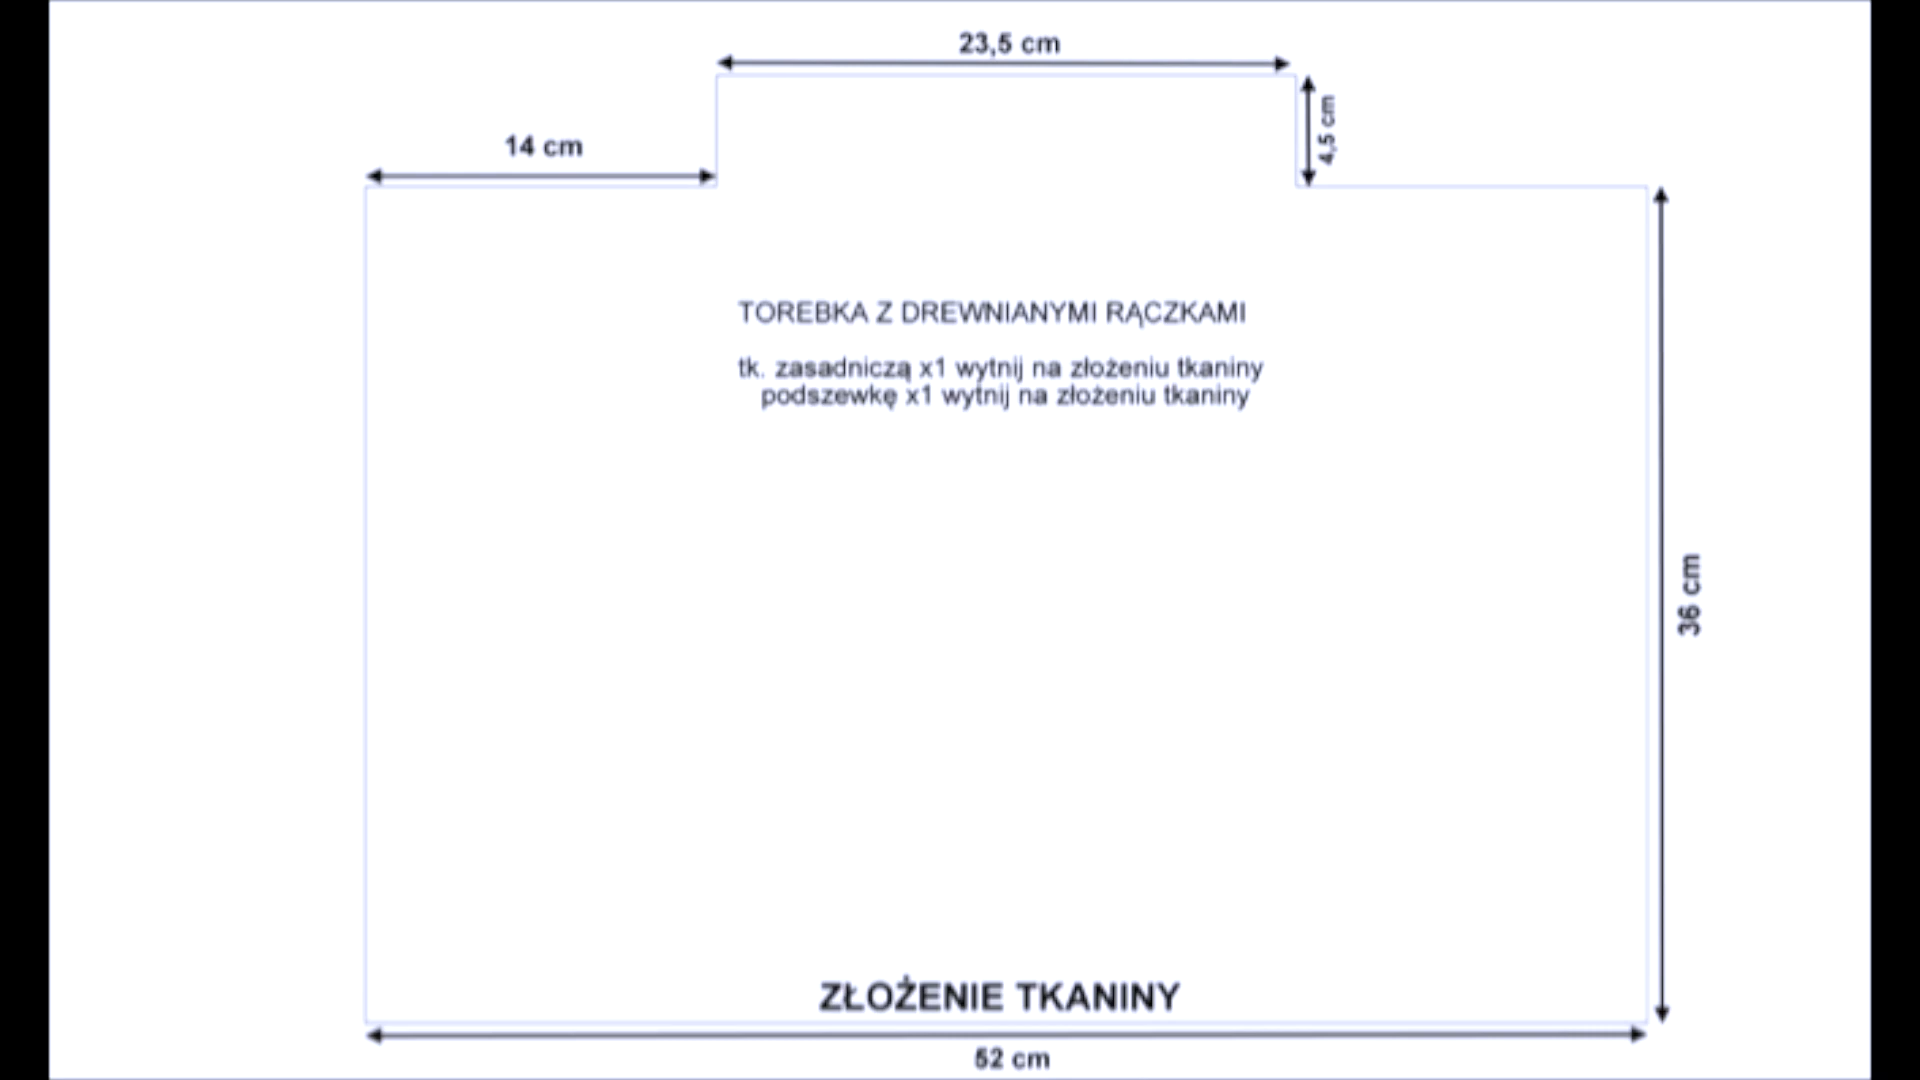 23,5 cm
4,5 cm
14 cm
TOREBKA Z DREWNIANYMI RĄCZKAMI
tk. zasadniczą x1 wytnij na złożeniu tkaniny
podszewkę x1 wytnij na złożeniu tkaniny
36 cm
ZŁOŻENIE TKANINY
52 cm